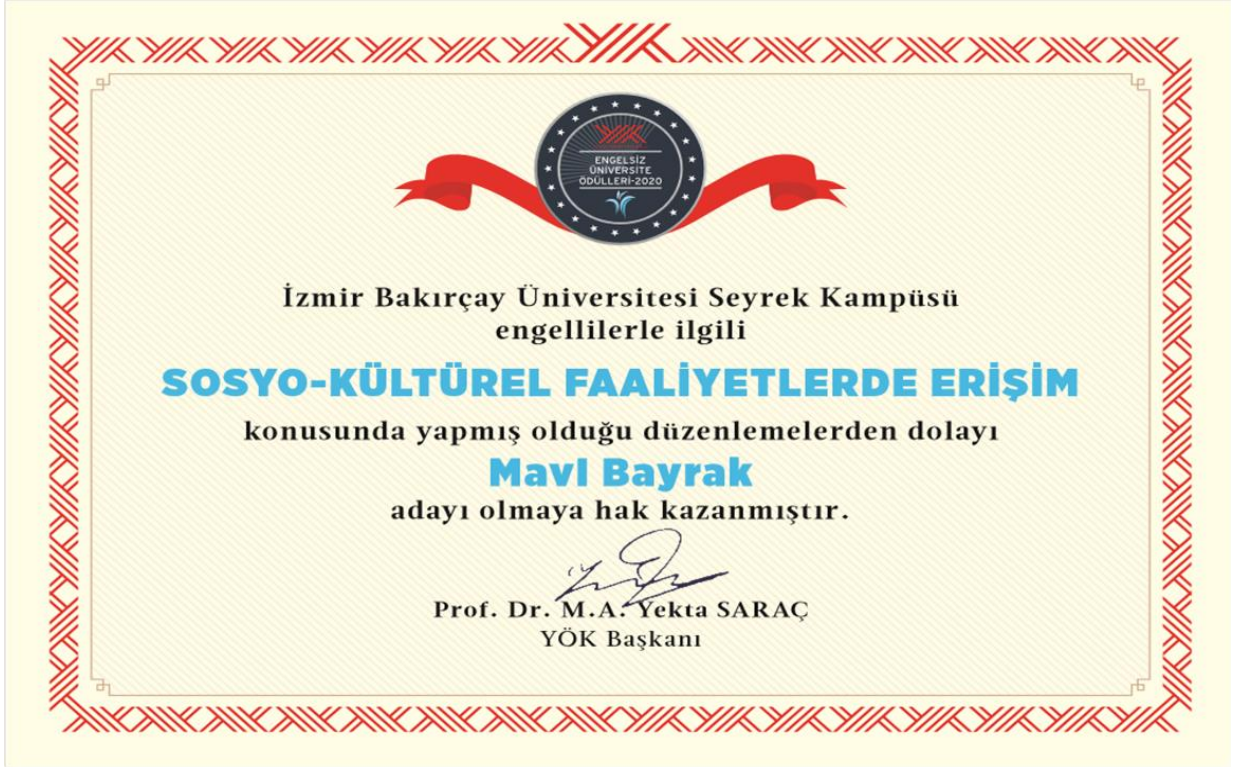 ENGELSİZ
ÜNİVERSİTE
ÖDÜLLERİ-2020
İzmir Bakırçay Üniversitesi Seyrek Kampüsü
engellilerle ilgili
SOSYO-KÜLTÜREL FAALİYETLERDE ERİŞİM
konusunda yapmış olduğu düzenlemelerden dolayı
MavI Bayrak
adayı olmaya hak kazanmıştır.
Prof. Dr. M.A. Yekta SARAÇ
YÖK Başkanı